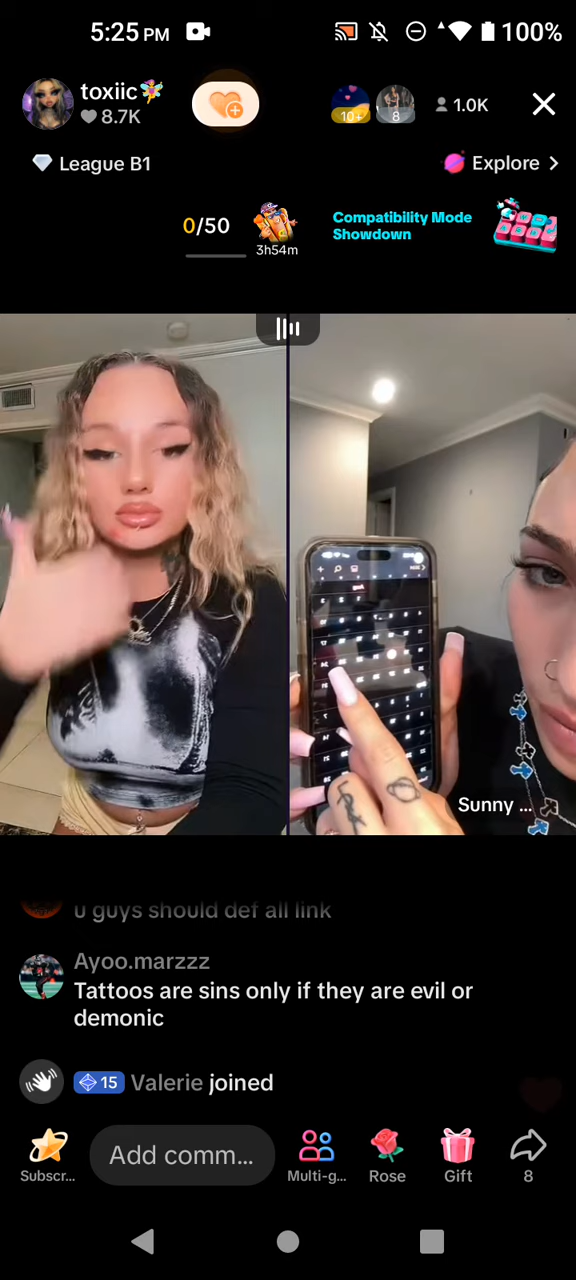 5:25 PM
100%
toxiic
8.7K
10+
8
1.0K
League B1
Explore >
0/50
3h54m
Compatibility Mode
Showdown
Sunny ...
u guys should def all link
Ayoo.marzzz
Tattoos are sins only if they are evil or
demonic
15 Valerie joined
Add comm...
Subscr...
Multi-g...
Rose
Gift
8